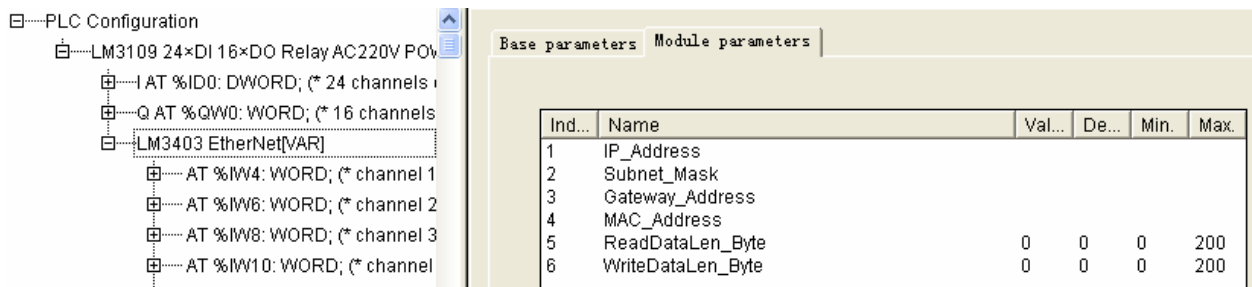 PLC Configuration
LM3109 24×DI 16×DO Relay AC220V
I AT %ID0: DWORD; (* 24 channels
Q AT %QW0: WORD; (* 16 channels
LM3403 EtherNet[VAR]
AT %IW4: WORD; (* channel 1
AT %IW6: WORD; (* channel 2
AT %IW8: WORD; (* channel 3
AT %IW10: WORD; (* channel
Base parameters Module parameters
Ind... Name Val... De... Min. Max.
1 IP_Address
2 Subnet_Mask
3 Gateway_Address
4 MAC_Address
5 ReadDataLen_Byte 0 0 0 200
6 WriteDataLen_Byte 0 0 0 200